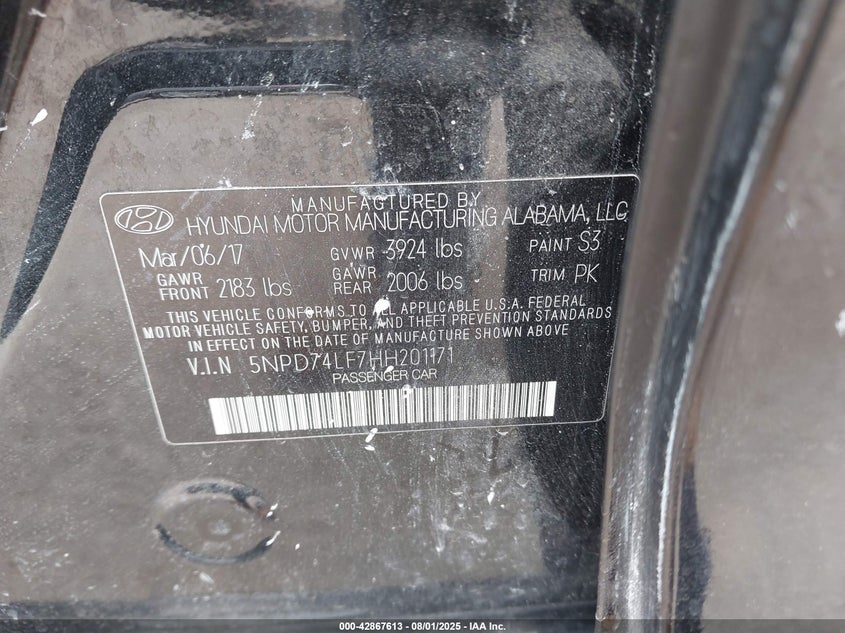 MANUFACTURED BY
HYUNDAI MOTOR MANUFACTURING ALABAMA, LLC
Mar/06/17 GVWR 3924 lbs PAINT S3
GAWR FRONT 2183 lbs GAWR REAR 2006 lbs TRIM PK
THIS VEHICLE CONFORMS TO ALL APPLICABLE U.S.A. FEDERAL
MOTOR VEHICLE SAFETY, BUMPER, AND THEFT PREVENTION STANDARDS
IN EFFECT ON THE DATE OF MANUFACTURE SHOWN ABOVE
V.I.N 5NPD74LF7HH201171
PASSENGER CAR
000-42867613 - 08/01/2025 - IAA Inc.